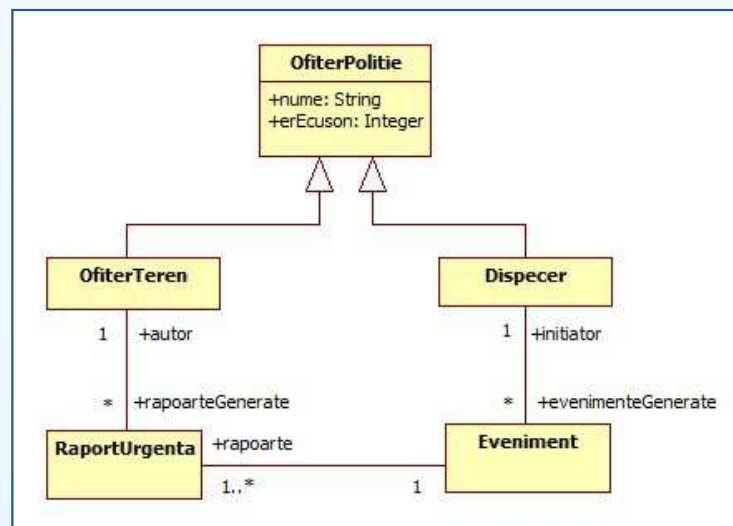 OfiterPolitie
+nume: String
+erEcuson: Integer
OfiterTeren
Dispecer
1 +autor
1 +initiator
* +rapoarteGenerate
* +evenimenteGenerate
RaportUrgenta
+rapoarte
Eveniment
1..*
1